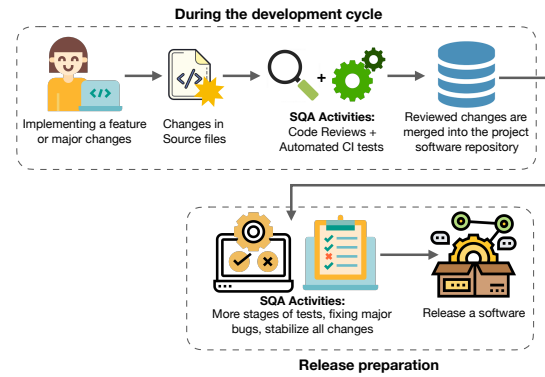 During the development cycle
</>
</>
+
Implementing a feature
or major changes
Changes in
Source files
SQA Activities:
Code Reviews +
Automated CI tests
Reviewed changes are
merged into the project
software repository
SQA Activities:
More stages of tests, fixing major
bugs, stabilize all changes
Release a software
Release preparation